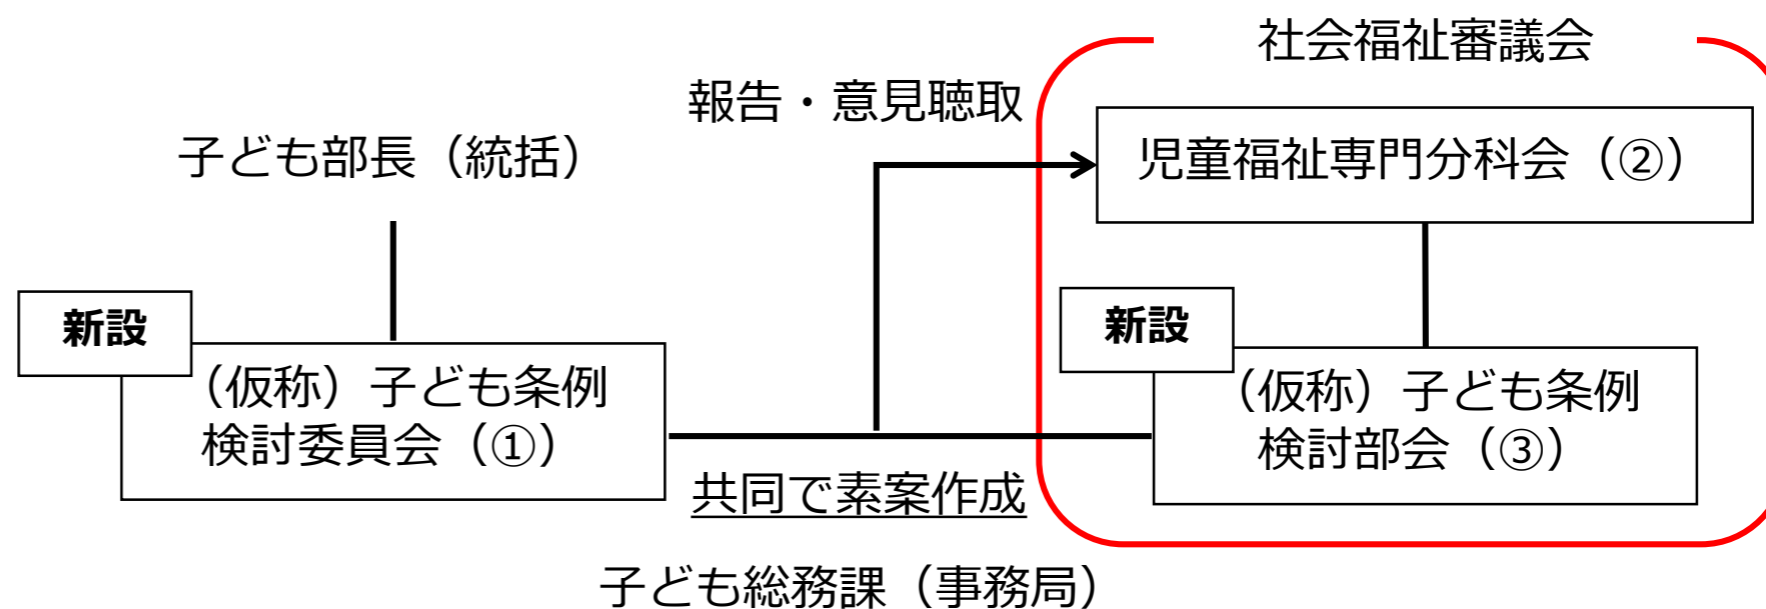 社会福祉審議会
報告・意見聴取
子ども部長（統括）
児童福祉専門分科会（②）
新設
（仮称）子ども条例
検討委員会（①）
新設
（仮称）子ども条例
検討部会（③）
共同で素案作成
子ども総務課（事務局）